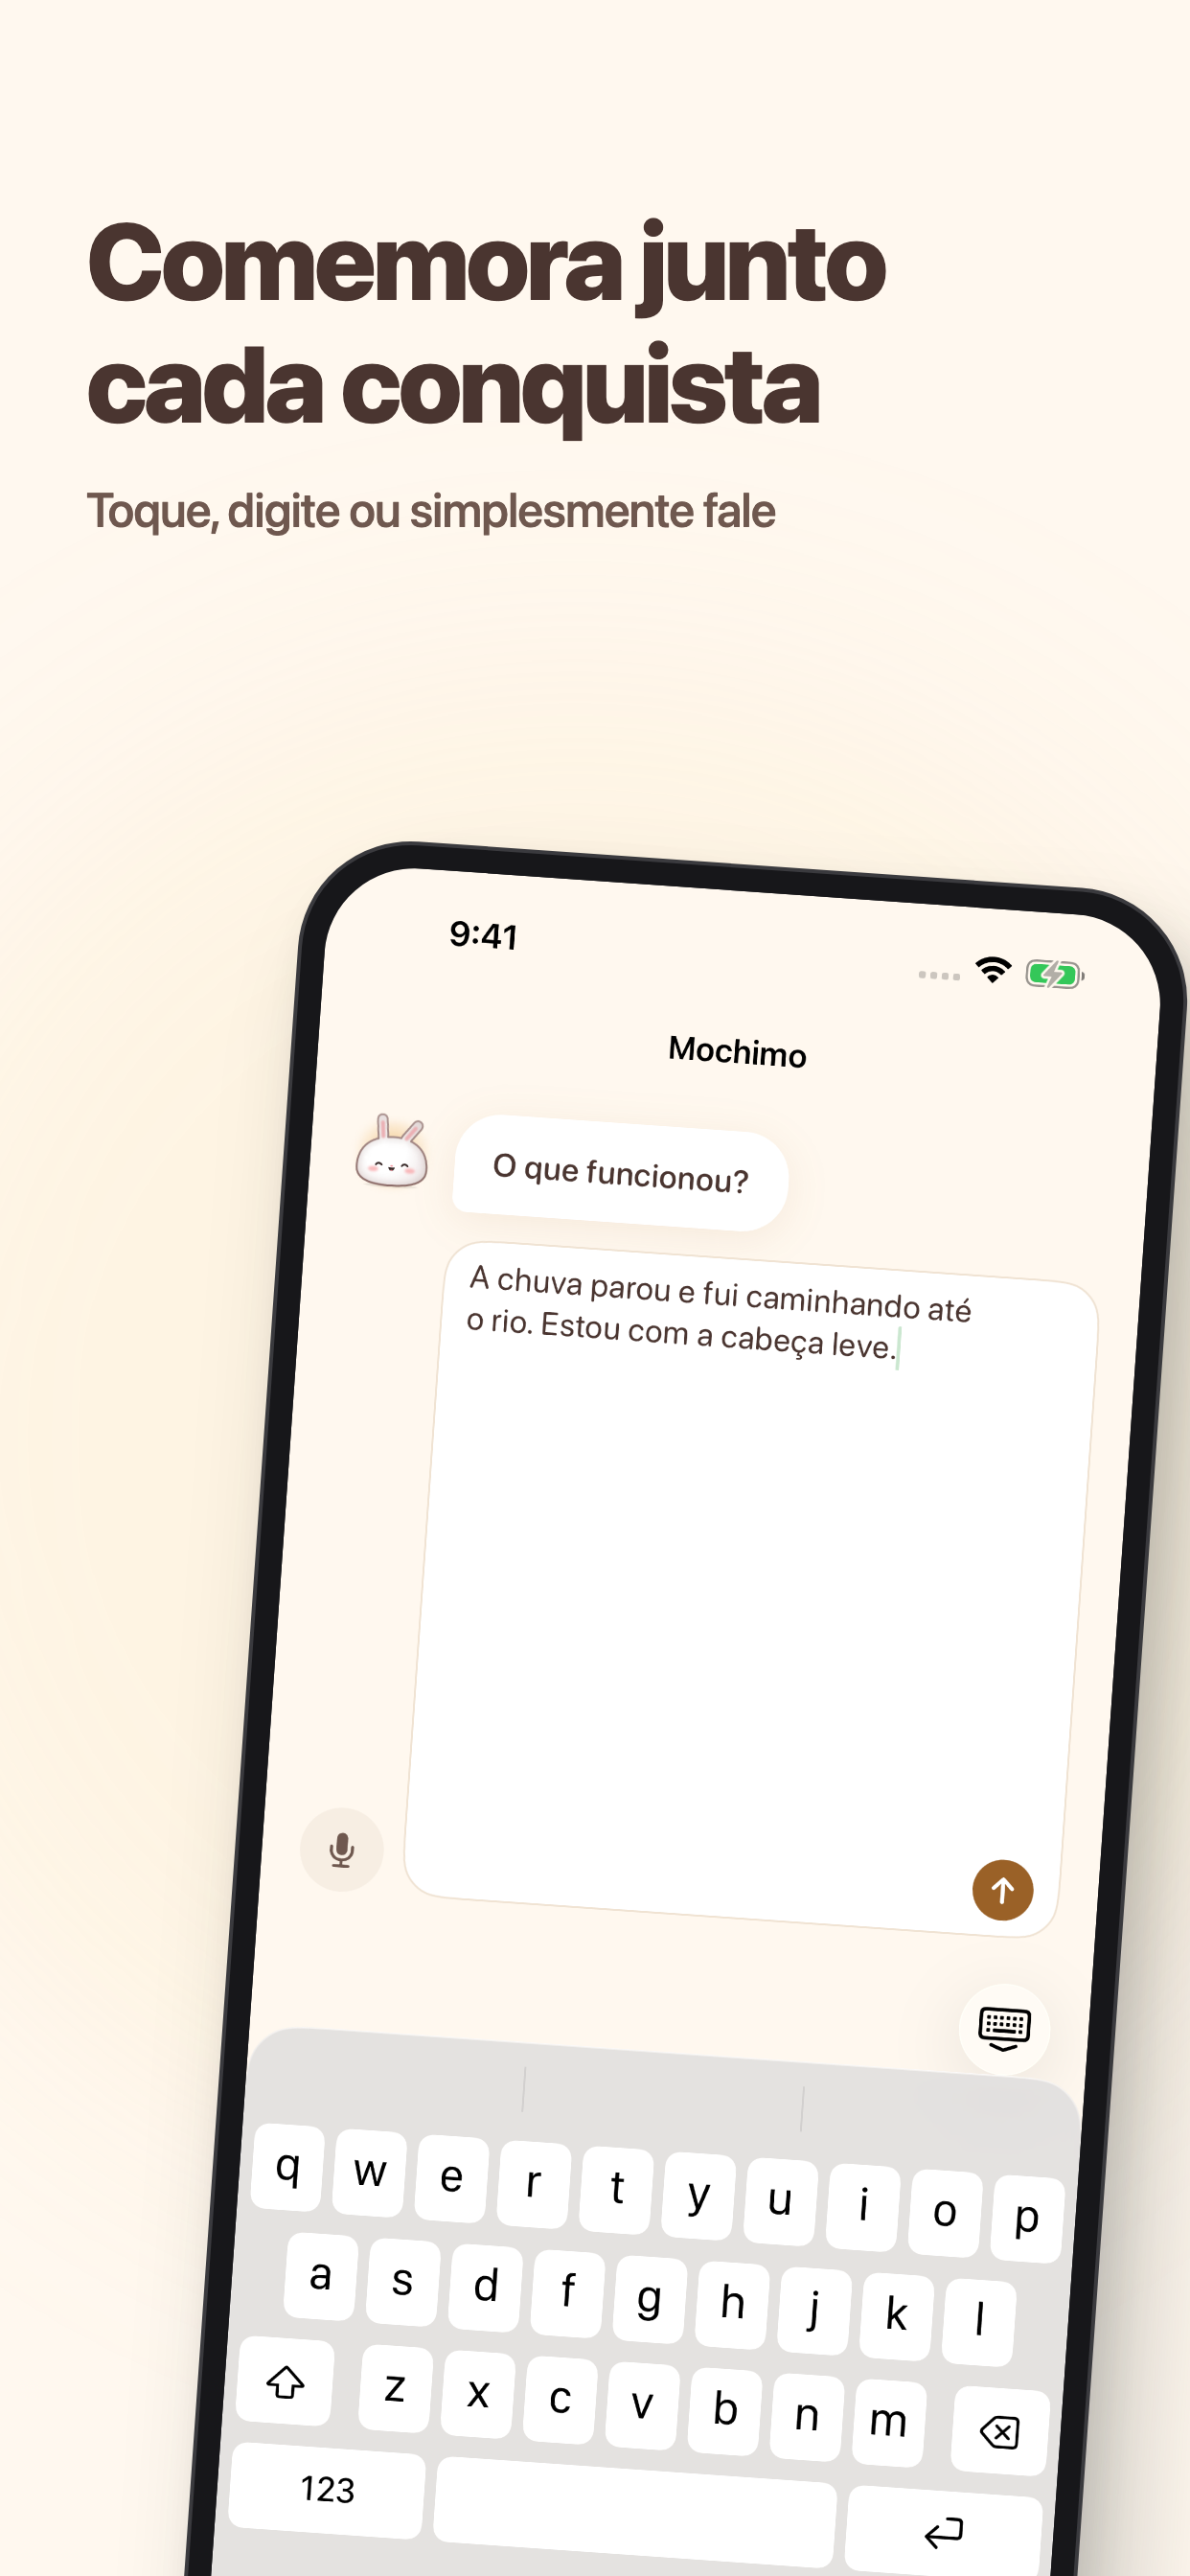 Comemora junto
cada conquista
Toque, digite ou simplesmente fale
9:41
Mochimo
O que funcionou?
A chuva parou e fui caminhando até
o rio. Estou com a cabeça leve.
q w e r t y u i o p
a s d f g h j k l
z x c v b n m
123